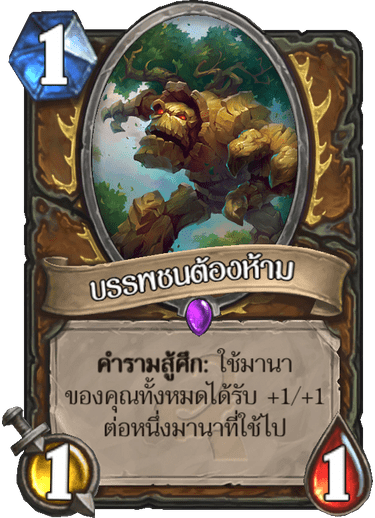 1
บรรพชนต้องห้าม
คำรามสู้ศึก: ใช้มานา
ของคุณทั้งหมดได้รับ +1/+1
ต่อหนึ่งมานาที่ใช้ไป
1
1